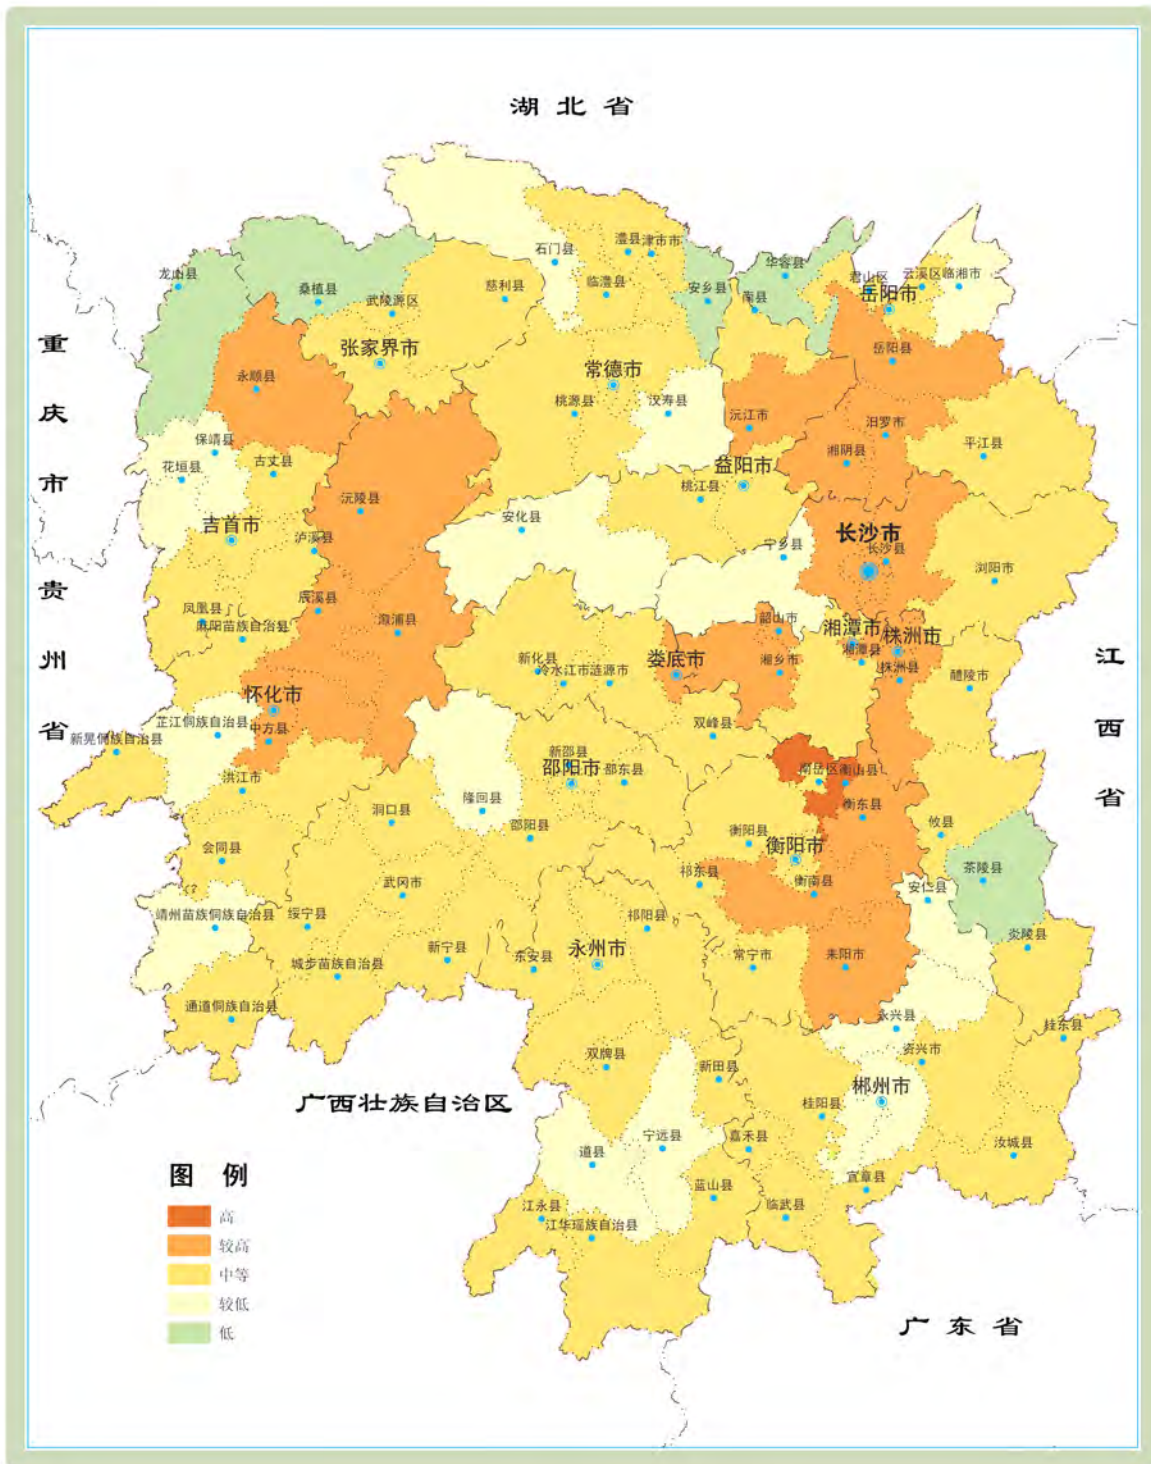 湖北省
重庆市
贵州省
江西省
广西壮族自治区
广东省
石门县
澧县
津市市
临澧县
慈利县
龙山县
桑植县
武陵源区
张家界市
安乡县
华容县
南县
君山区
云溪区
临湘市
岳阳市
岳阳县
永顺县
常德市
桃源县
汉寿县
沅江市
汨罗市
湘阴县
平江县
保靖县
花垣县
古丈县
益阳市
桃江县
沅陵县
安化县
吉首市
泸溪县
宁乡县
长沙市
长沙县
浏阳市
凤凰县
麻阳苗族自治县
辰溪县
溆浦县
韶山市
湘潭市
湘潭县
株洲市
株洲县
湘乡市
娄底市
新化县
冷水江市
涟源市
醴陵市
怀化市
芷江侗族自治县
中方县
新晃侗族自治县
洪江市
双峰县
新邵县
邵阳市
邵东县
南岳区
衡山县
衡东县
隆回县
洞口县
邵阳县
衡阳县
衡阳市
攸县
会同县
武冈市
祁东县
衡南县
安仁县
茶陵县
靖州苗族侗族自治县
绥宁县
祁阳县
炎陵县
新宁县
东安县
永州市
常宁市
耒阳市
城步苗族自治县
通道侗族自治县
永兴县
资兴市
桂东县
双牌县
新田县
郴州市
桂阳县
宁远县
道县
嘉禾县
汝城县
蓝山县
宜章县
江永县
江华瑶族自治县
临武县
图例
高
较高
中等
较低
低